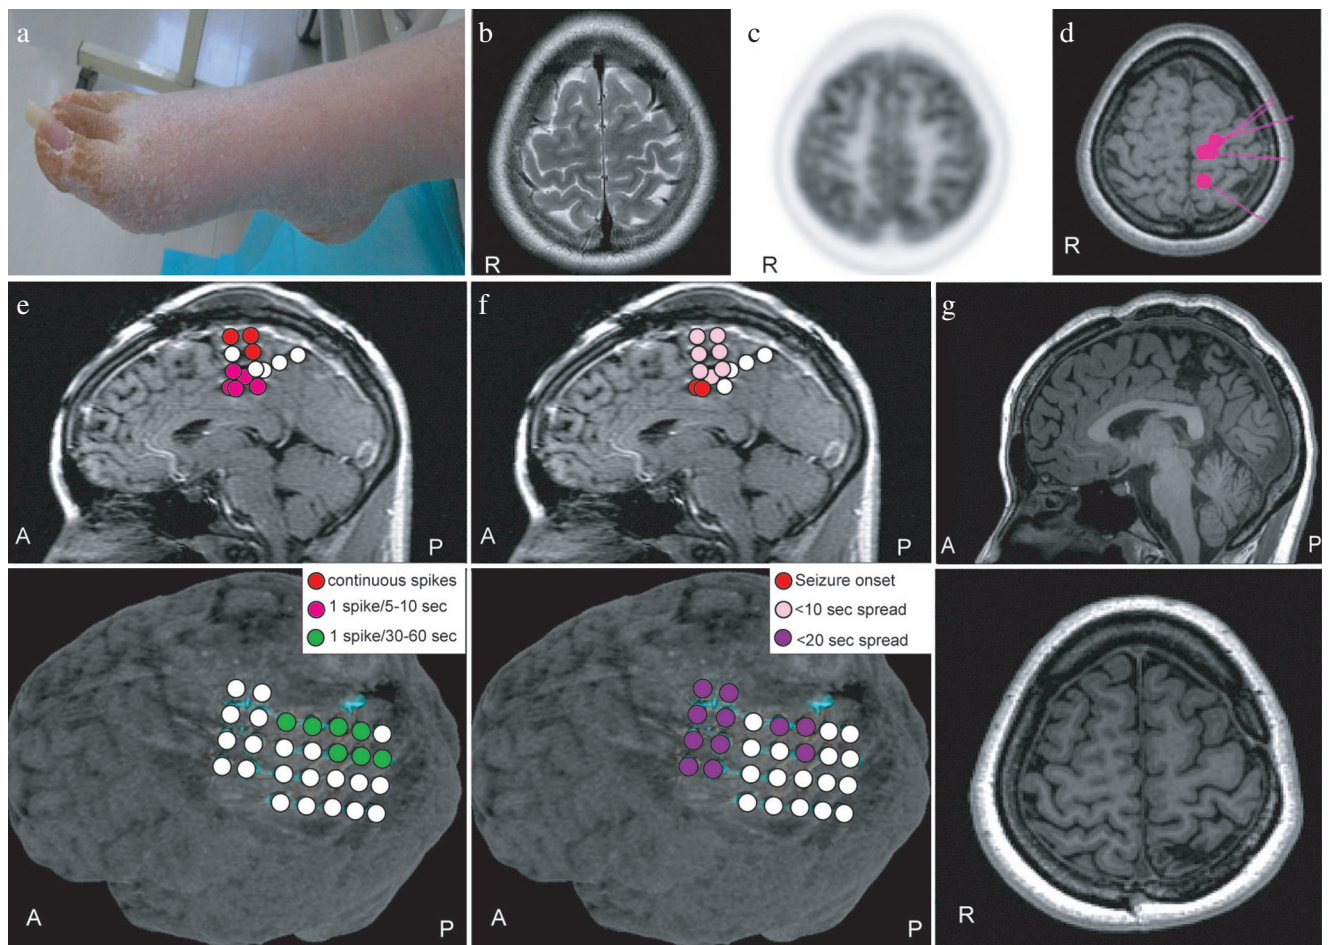 a
b
c
d
R
R
R
e
f
g
A
P
A
P
A
P
continuous spikes
1 spike/5-10 sec
1 spike/30-60 sec
Seizure onset
<10 sec spread
<20 sec spread
A
P
A
P
R